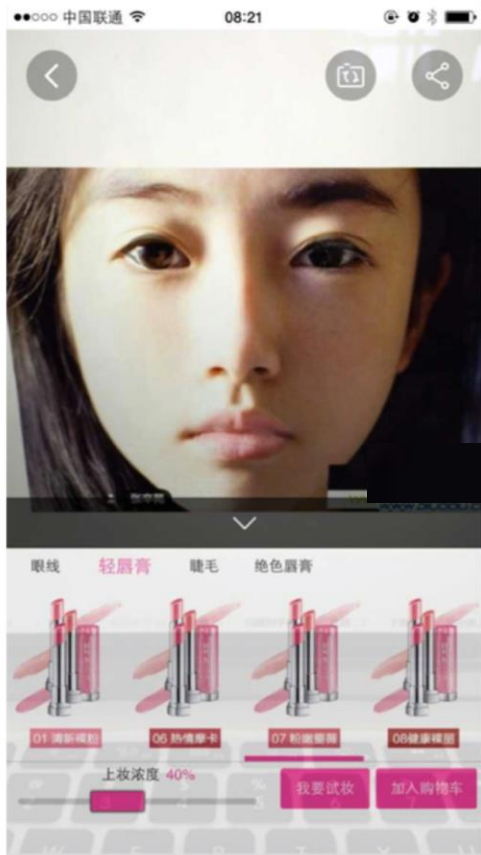 中国联通
08:21
眼线
轻唇膏
睫毛
绝色唇膏
01 清新裸粉
06 热情摩卡
07 粉嫩蔷薇
08健康裸唇
上妆浓度 40%
我要试妆
加入购物车